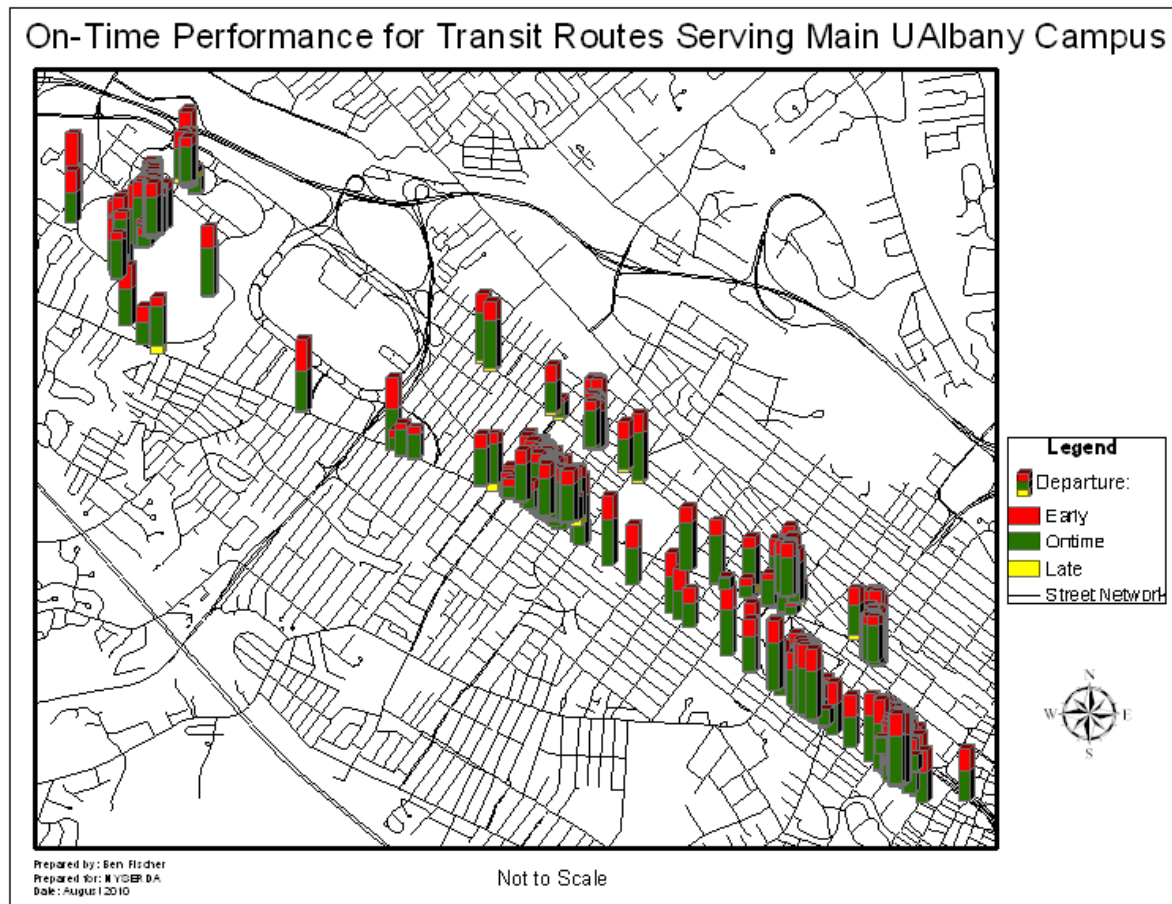 On-Time Performance for Transit Routes Serving Main UAlbany Campus
Legend
Departure:
Early
Ontime
Late
Street Network
N
W E
S
Prepared by: Ben Fischer
Prepared for: NYSERDA
Date: August 2010
Not to Scale